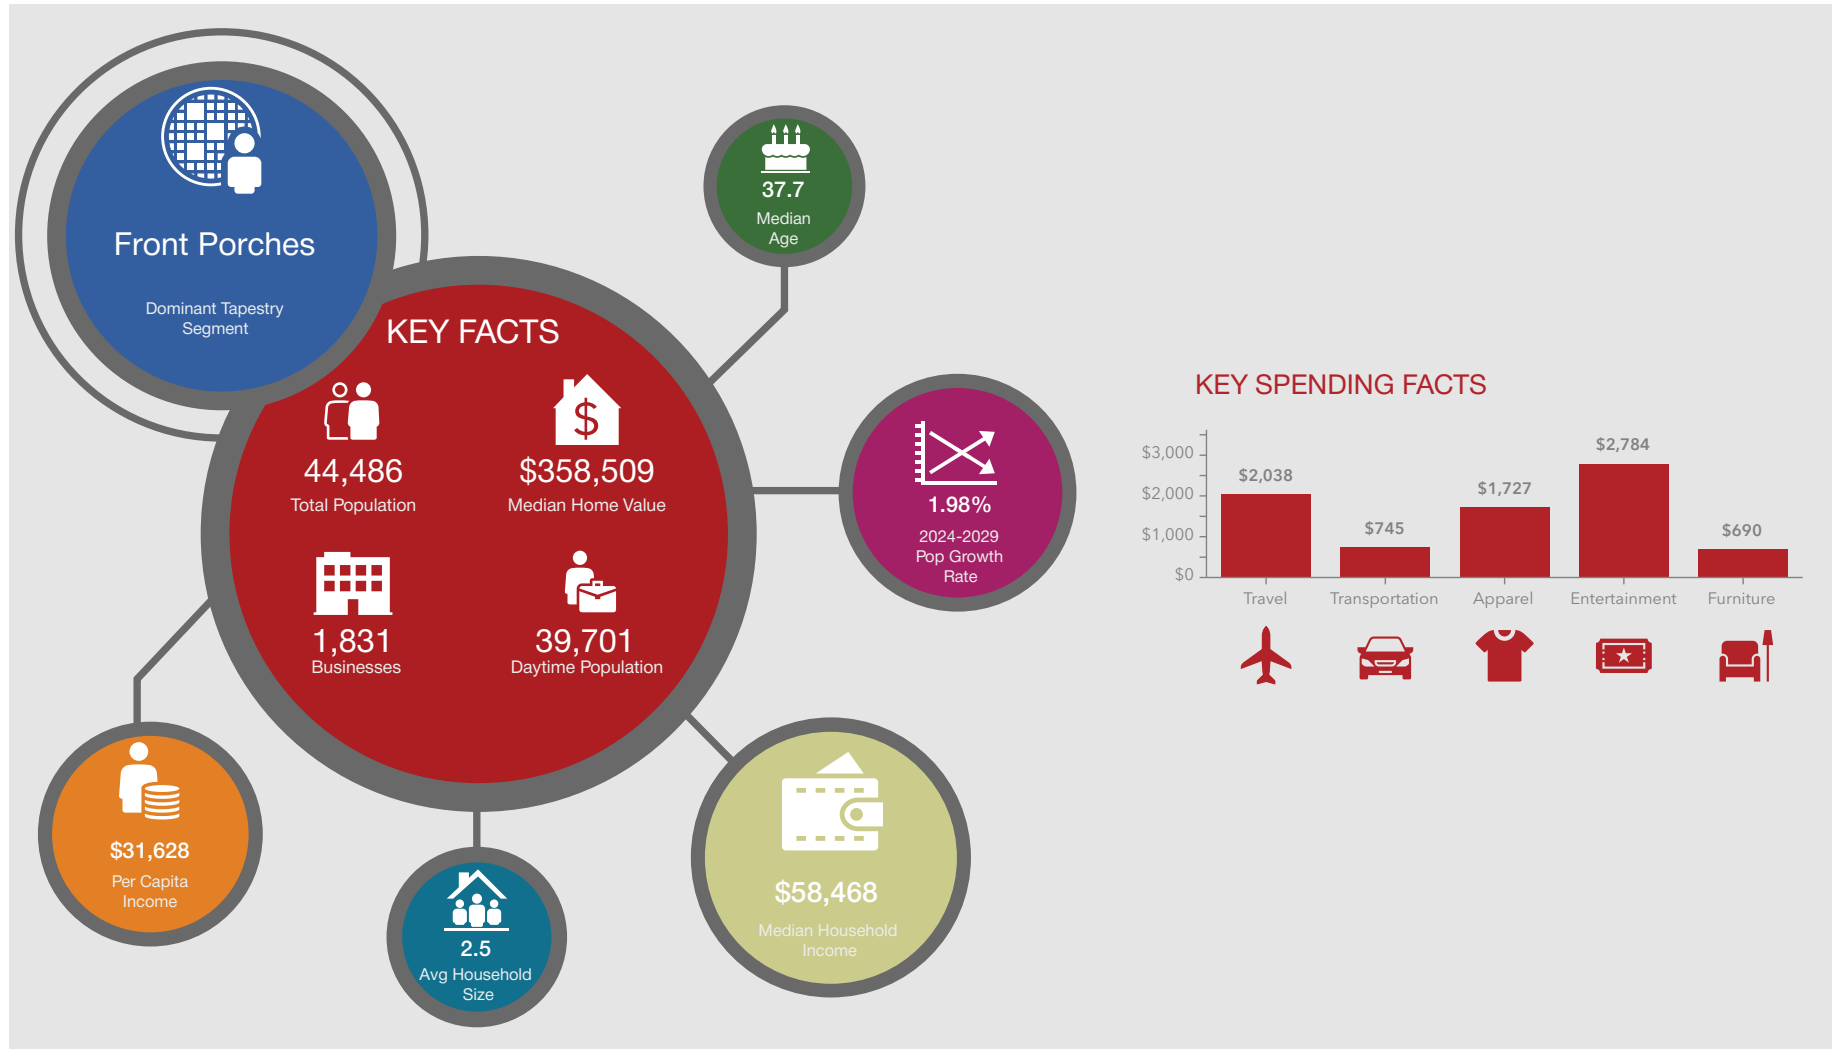 Front Porches
Dominant Tapestry
Segment
KEY FACTS
44,486
Total Population
$358,509
Median Home Value
1,831
Businesses
39,701
Daytime Population
37.7
Median
Age
1.98%
2024-2029
Pop Growth
Rate
$31,628
Per Capita
Income
2.5
Avg Household
Size
$58,468
Median Household
Income
KEY SPENDING FACTS
$3,000
$2,000
$1,000
$0
$2,038
$745
$1,727
$2,784
$690
Travel
Transportation
Apparel
Entertainment
Furniture